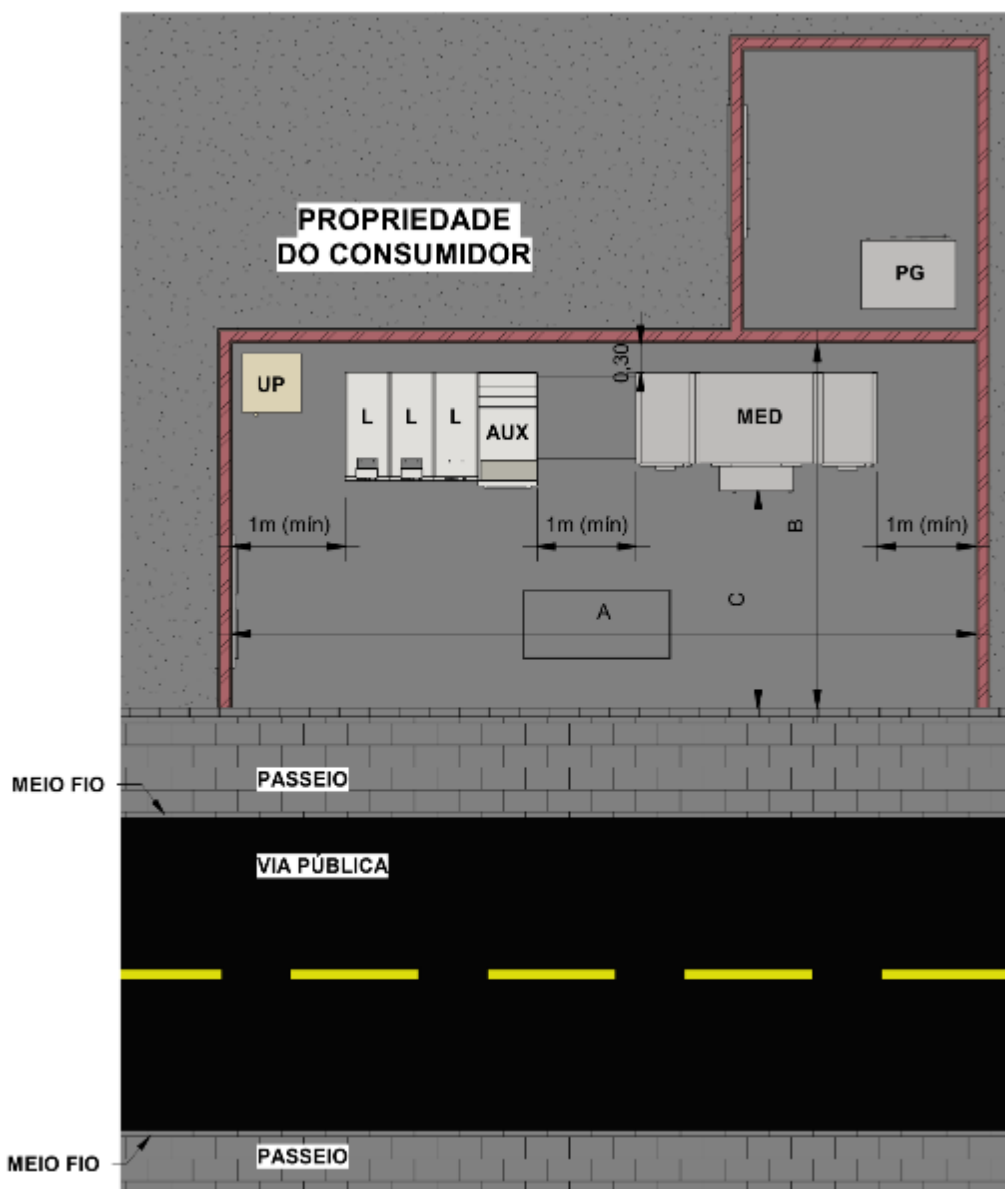 PROPRIEDADE
DO CONSUMIDOR
PG
UP
0,30
L
L
L
AUX
MED
1m (mín)
1m (mín)
1m (mín)
B
C
A
MEIO FIO
PASSEIO
VIA PÚBLICA
MEIO FIO
PASSEIO